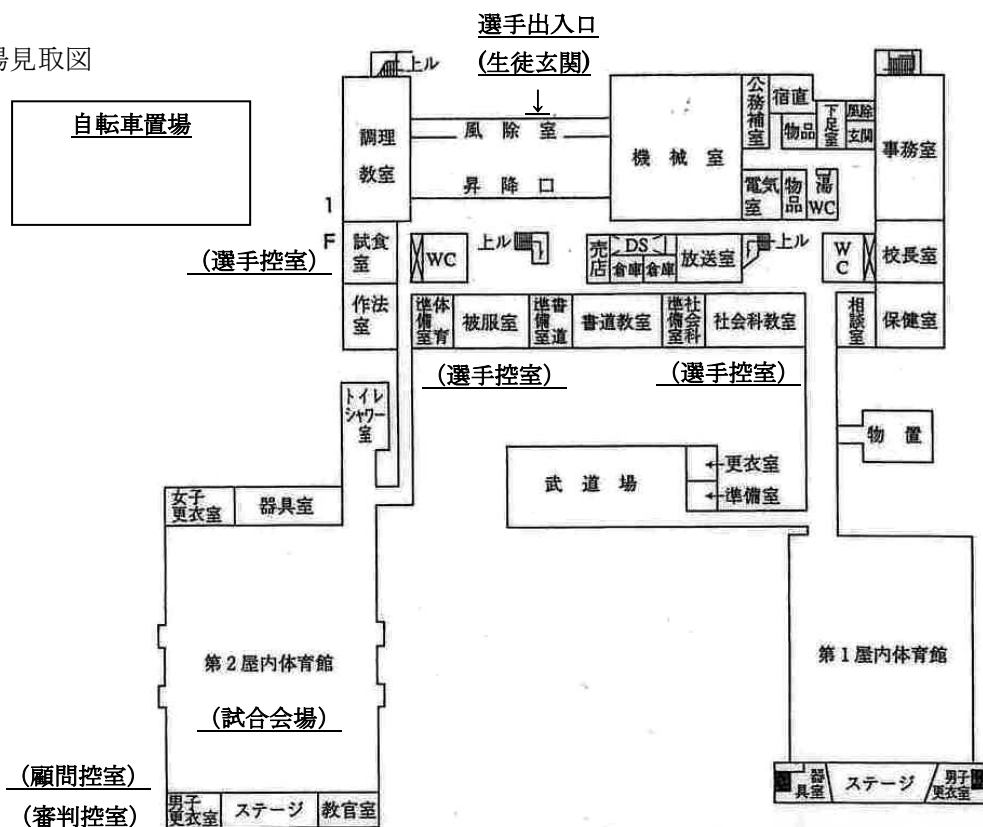 選手出入口
(生徒玄関)
↓
場見取図
自転車置場
1
F
上ル
調理
教室
風除室
昇降口
機械室
公務補室
宿直
物品
下足室
風除
玄関
事務室
電気室
物品
湯
WC
試食室
(選手控室)
WC
上ル
売店
DS
倉庫
倉庫
放送室
上ル
WC
校長室
作法室
体育準備室
被服室
書道準備室
書道教室
社会科準備室
社会科教室
相談室
保健室
(選手控室)
(選手控室)
トイレ
シャワー
室
物置
武道場
←更衣室
←準備室
女子
更衣室
器具室
第2屋内体育館
(試合会場)
第1屋内体育館
(顧問控室)
(審判控室)
男子
更衣室
ステージ
教官室
器具室
ステージ
男子
更衣室